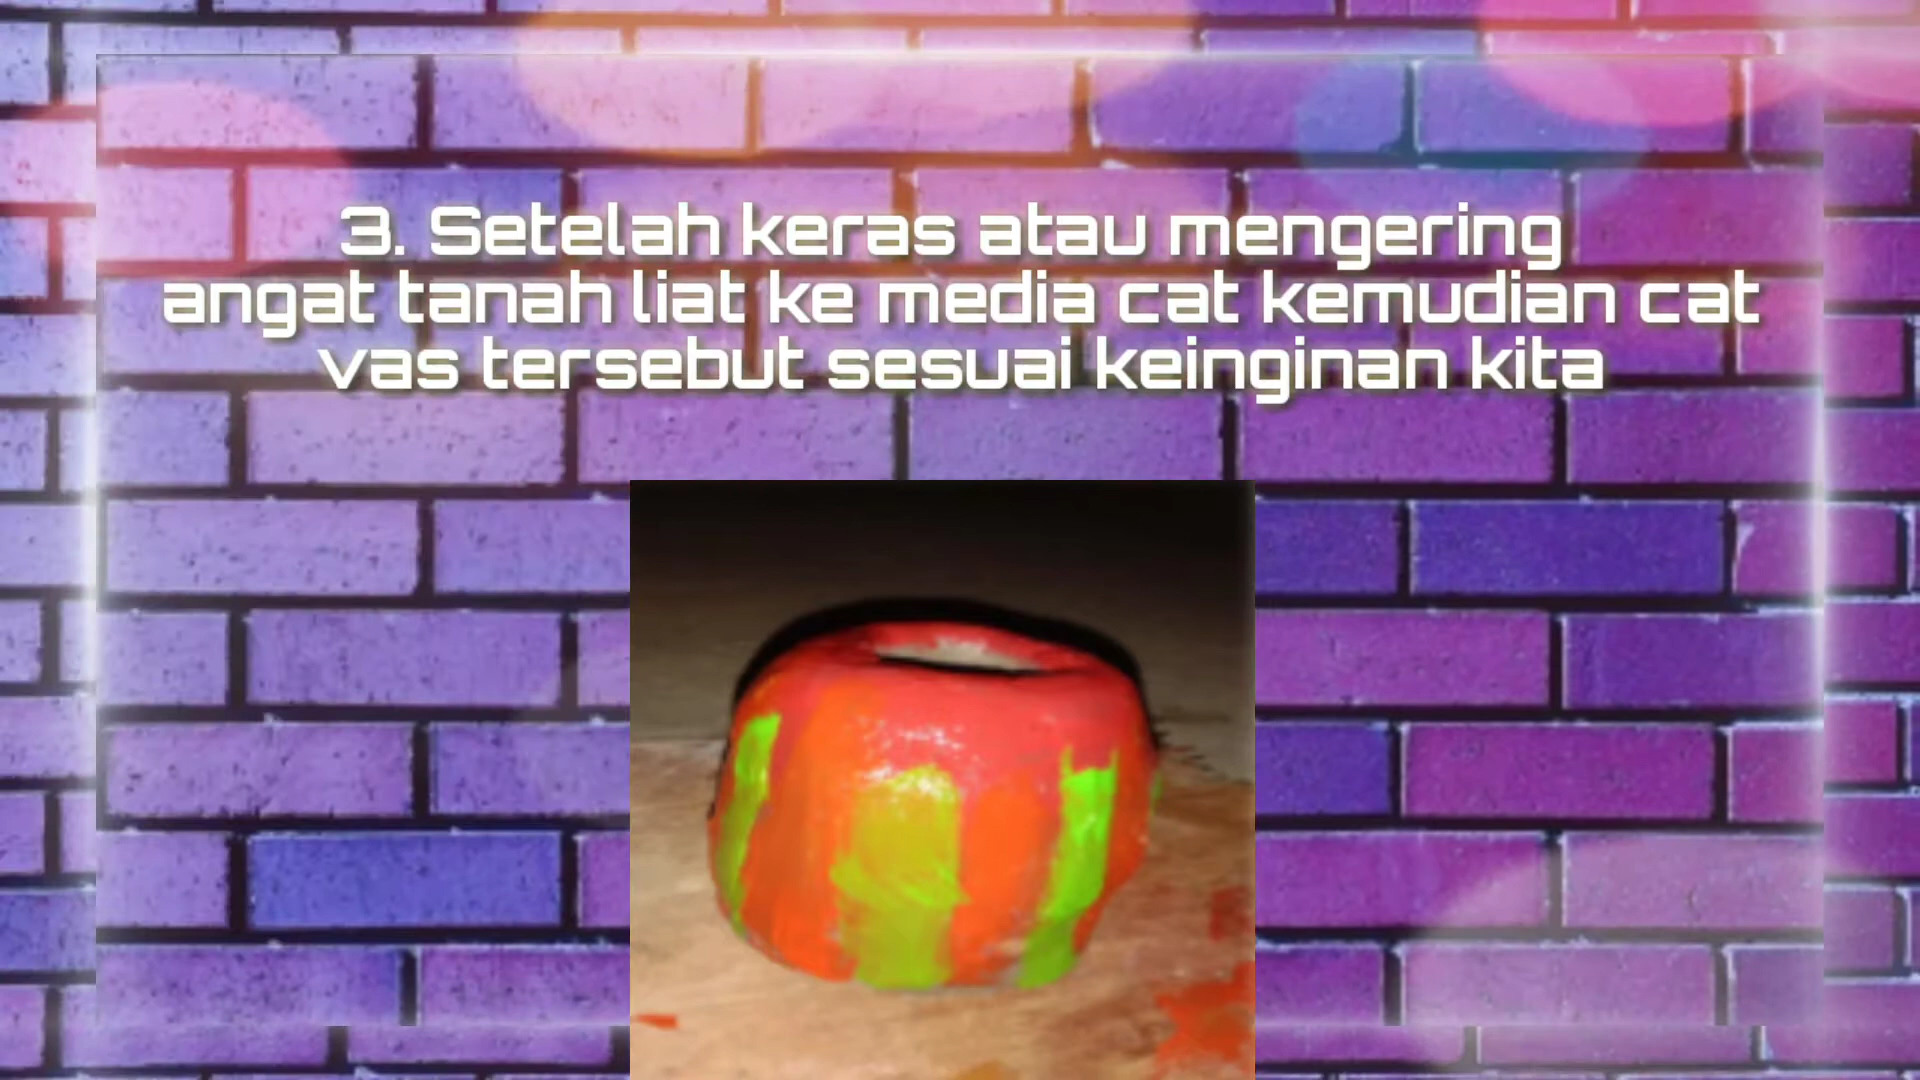 3. Setelah keras atau mengering
angat tanah liat ke media cat kemudian cat
vas tersebut sesuai keinginan kita